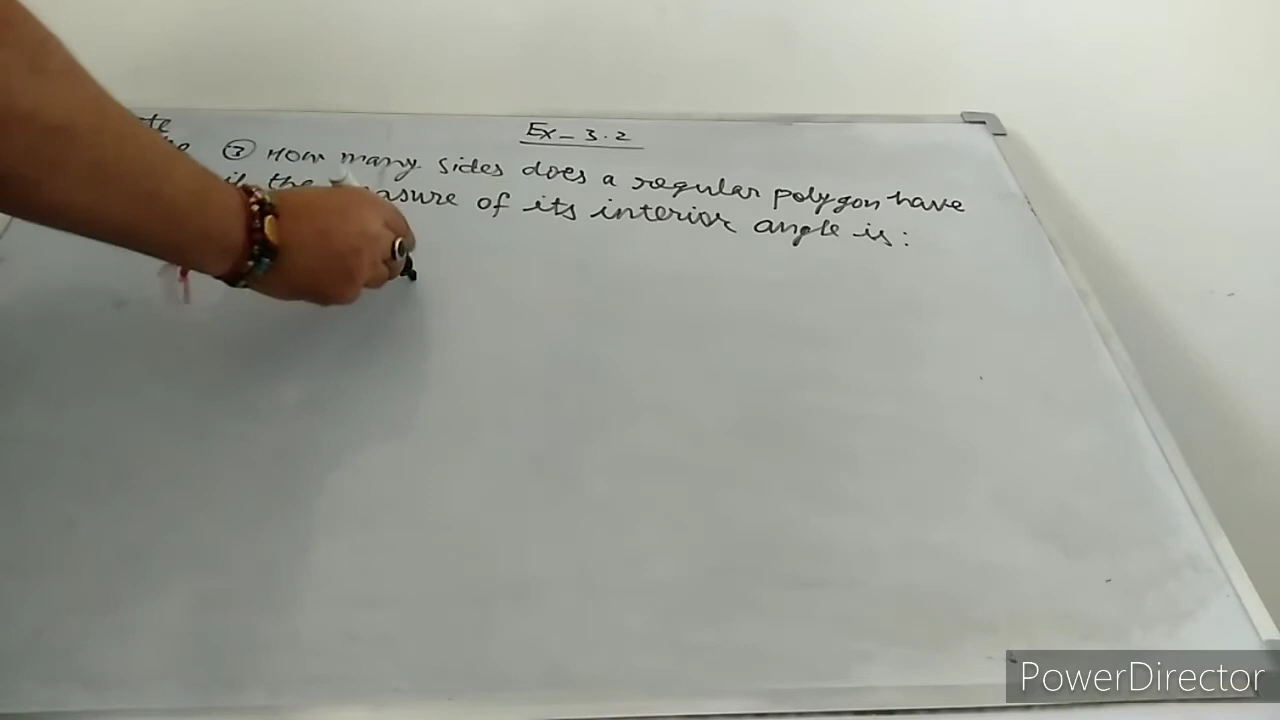 Ex - 3.2
③ How many sides does a regular polygon have
if the measure of its interior angle is :
PowerDirector